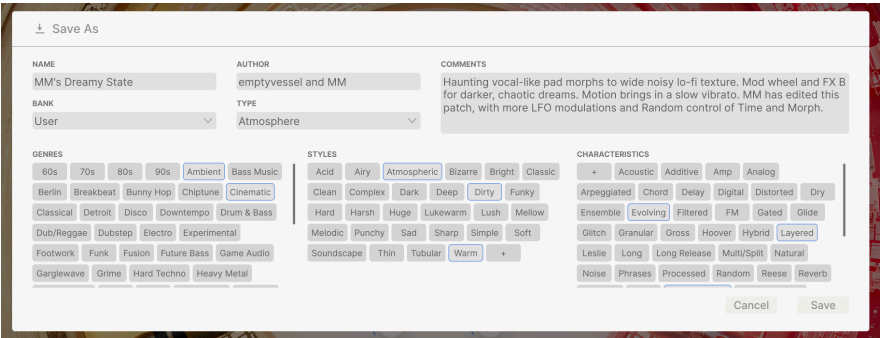 Save As
NAME
MM's Dreamy State
AUTHOR
emptyvessel and MM
COMMENTS
Haunting vocal-like pad morphs to wide noisy lo-fi texture. Mod wheel and FX B
for darker, chaotic dreams. Motion brings in a slow vibrato. MM has edited this
patch, with more LFO modulations and Random control of Time and Morph.
BANK
User
TYPE
Atmosphere
GENRES
60s 70s 80s 90s Ambient Bass Music
Berlin Breakbeat Bunny Hop Chiptune Cinematic
Classical Detroit Disco Downtempo Drum & Bass
Dub/Reggae Dubstep Electro Experimental
Footwork Funk Fusion Future Bass Game Audio
Garglewave Grime Hard Techno Heavy Metal
STYLES
Acid Airy Atmospheric Bizarre Bright Classic
Clean Complex Dark Deep Dirty Funky
Hard Harsh Huge Lukewarm Lush Mellow
Melodic Punchy Sad Sharp Simple Soft
Soundscape Thin Tubular Warm +
CHARACTERISTICS
+ Acoustic Additive Amp Analog
Arpeggiated Chord Delay Digital Distorted Dry
Ensemble Evolving Filtered FM Gated Glide
Glitch Granular Gross Hoover Hybrid Layered
Leslie Long Long Release Multi/Split Natural
Noise Phrases Processed Random Reese Reverb
Cancel Save